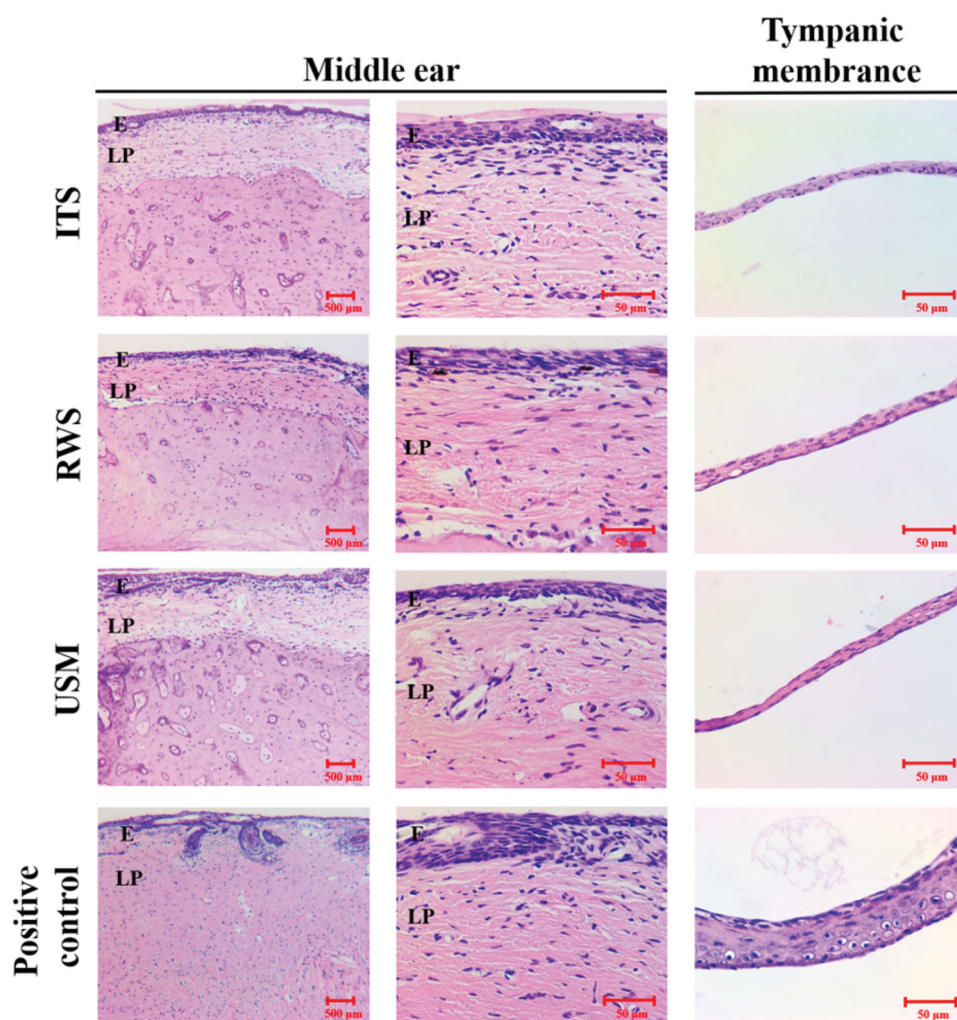 Middle ear
Tympanic
membrance
ITS
E
LP
500 µm
E
LP
50 µm
50 µm
RWS
E
LP
500 µm
E
LP
50 µm
50 µm
USM
E
LP
500 µm
E
LP
50 µm
50 µm
Positive
control
E
LP
500 µm
E
LP
50 µm
50 µm